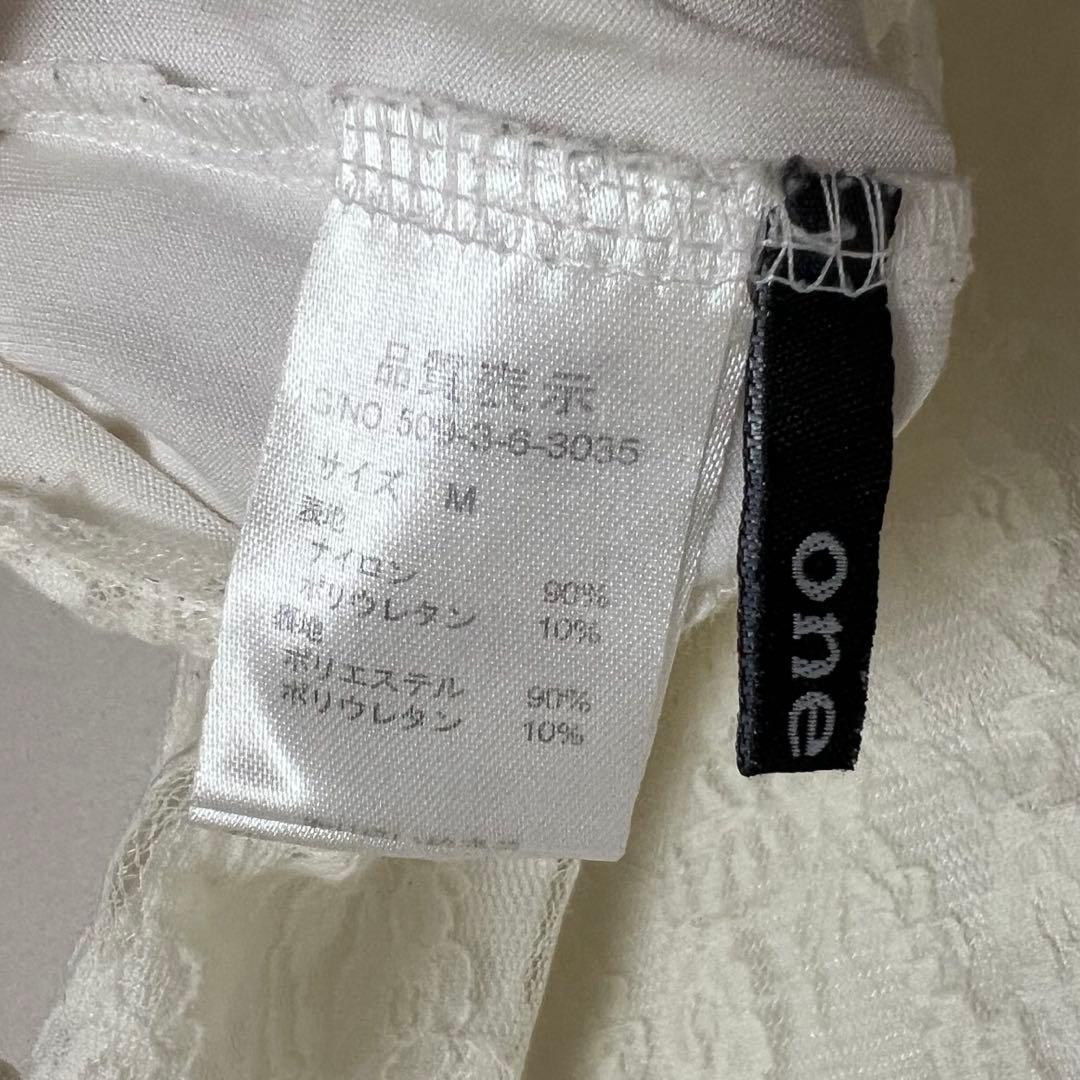 品質表示
SNO.509-3-6-3035
サイズ M
表地
ナイロン 90%
ポリウレタン 10%
裏地
ポリエステル 90%
ポリウレタン 10%
one